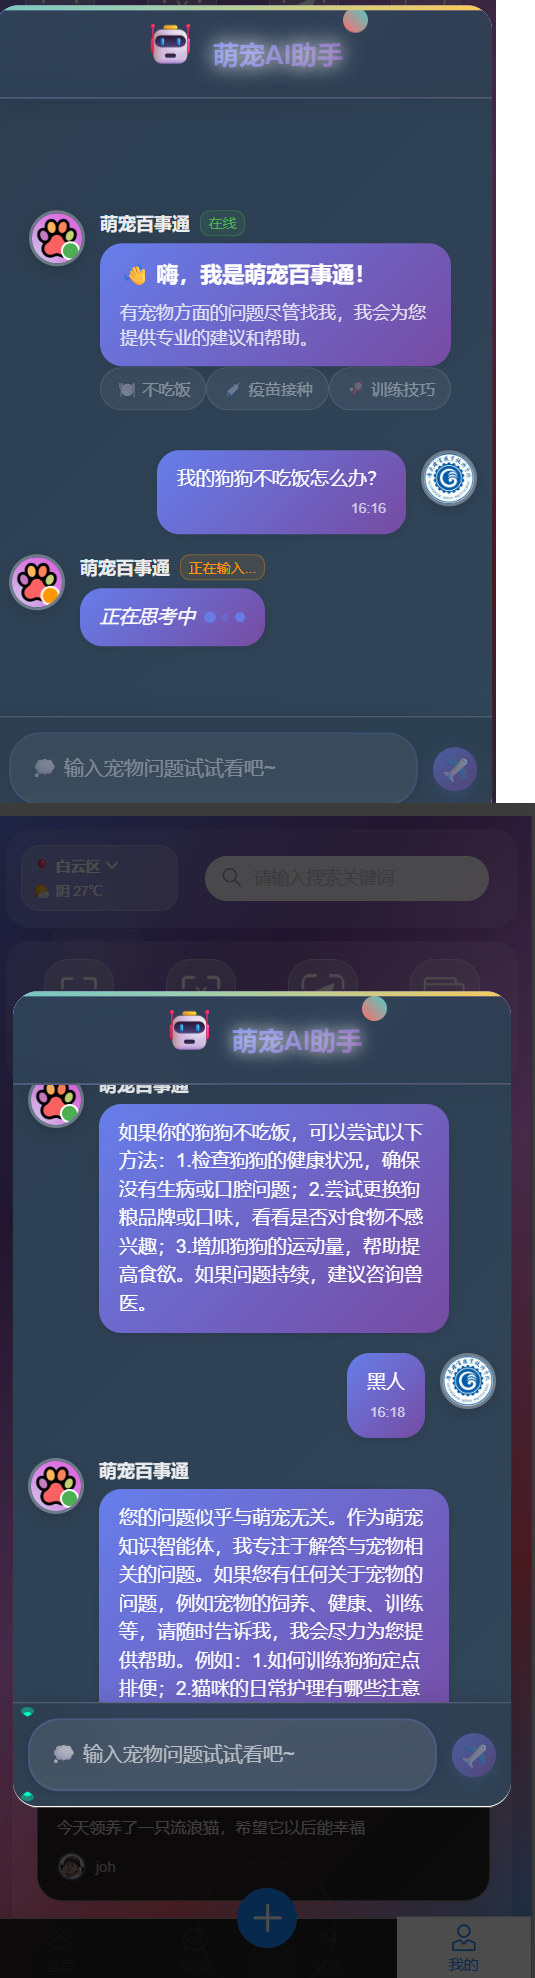 萌宠AI助手
萌宠百事通 在线
👋 嗨，我是萌宠百事通！
有宠物方面的问题尽管找我，我会为您
提供专业的建议和帮助。
🍽️ 不吃饭 💉 疫苗接种 🎾 训练技巧
我的狗狗不吃饭怎么办？
16:16
萌宠百事通 正在输入...
正在思考中
💭 输入宠物问题试试看吧~
📍 白云区
阴 27℃
请输入搜索关键词
萌宠AI助手
萌宠百事通
如果你的狗狗不吃饭，可以尝试以下
方法：1.检查狗狗的健康状况，确保
没有生病或口腔问题；2.尝试更换狗
粮品牌或口味，看看是否对食物不感
兴趣；3.增加狗狗的运动量，帮助提
高食欲。如果问题持续，建议咨询兽
医。
黑人
16:18
萌宠百事通
您的问题似乎与萌宠无关。作为萌宠
知识智能体，我专注于解答与宠物相
关的问题。如果您有任何关于宠物的
问题，例如宠物的饲养、健康、训练
等，请随时告诉我，我会尽力为您提
供帮助。例如：1.如何训练狗狗定点
排便；2.猫咪的日常护理有哪些注意
💭 输入宠物问题试试看吧~
今天领养了一只流浪猫，希望它以后能幸福
joh
我的